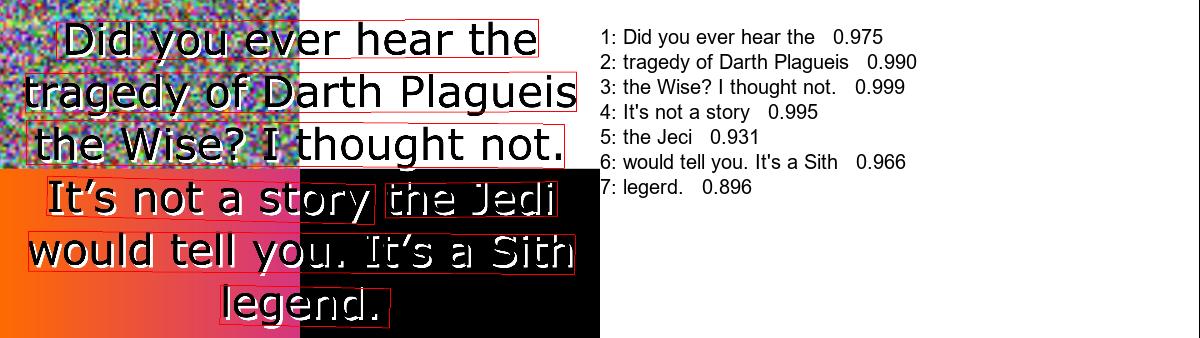 Did you ever hear the
tragedy of Darth Plagueis
the Wise? I thought not.
It’s not a story the Jedi
would tell you. It’s a Sith
legend.
1: Did you ever hear the 0.975
2: tragedy of Darth Plagueis 0.990
3: the Wise? I thought not. 0.999
4: It's not a story 0.995
5: the Jeci 0.931
6: would tell you. It's a Sith 0.966
7: legerd. 0.896